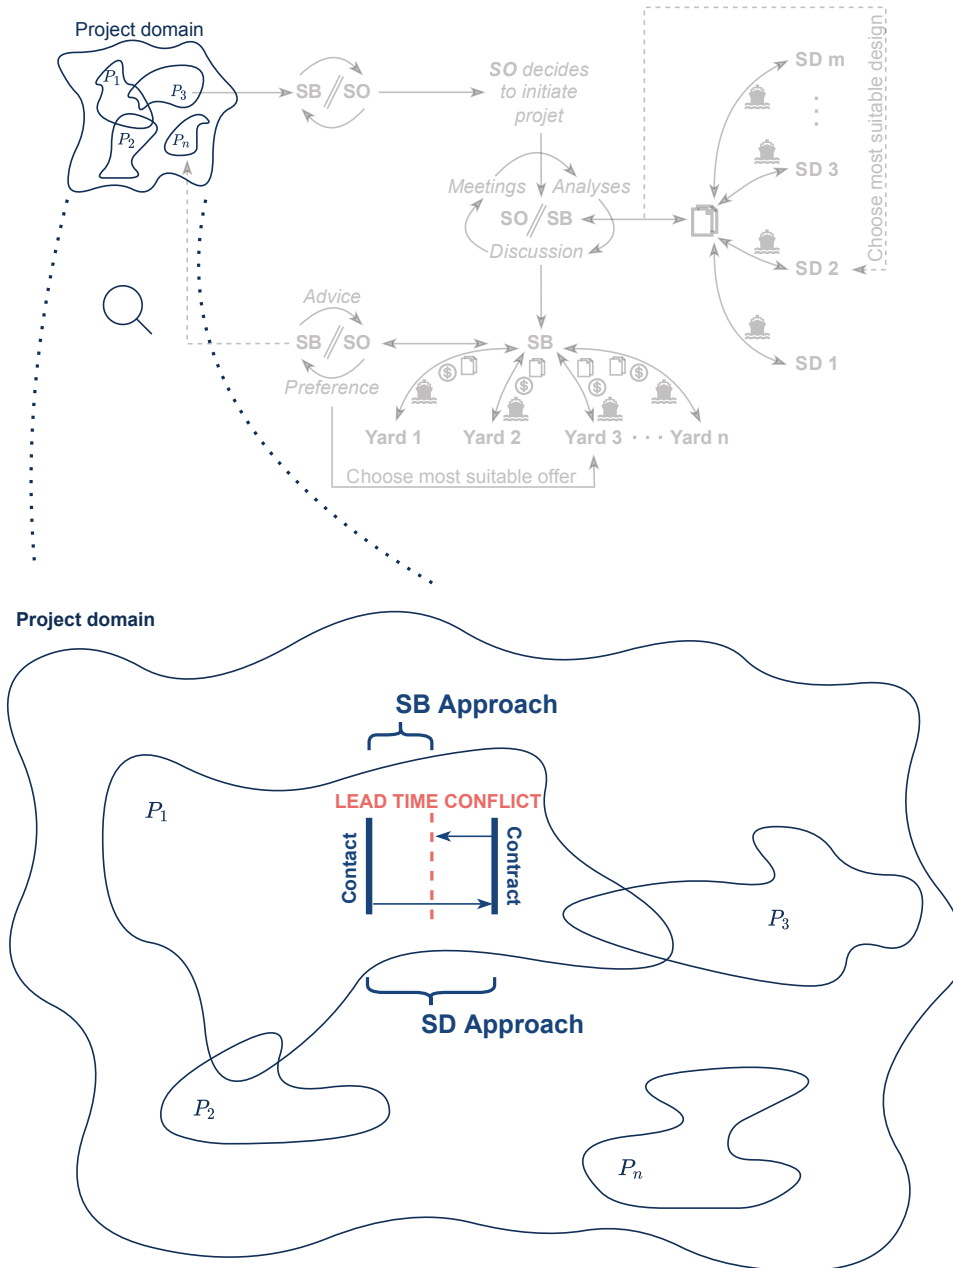 Project domain
P1
P3
P2
Pn
SB // SO
SO decides
to initiate
projet
Meetings Analyses
SO // SB
Discussion
Choose most suitable design
SD m
SD 3
SD 2
SD 1
Advice
SB // SO
Preference
SB
$ $ $ $
Yard 1 Yard 2 Yard 3 · · · Yard n
Choose most suitable offer
Project domain
SB Approach
LEAD TIME CONFLICT
Contact
Contract
SD Approach
P1
P3
P2
Pn